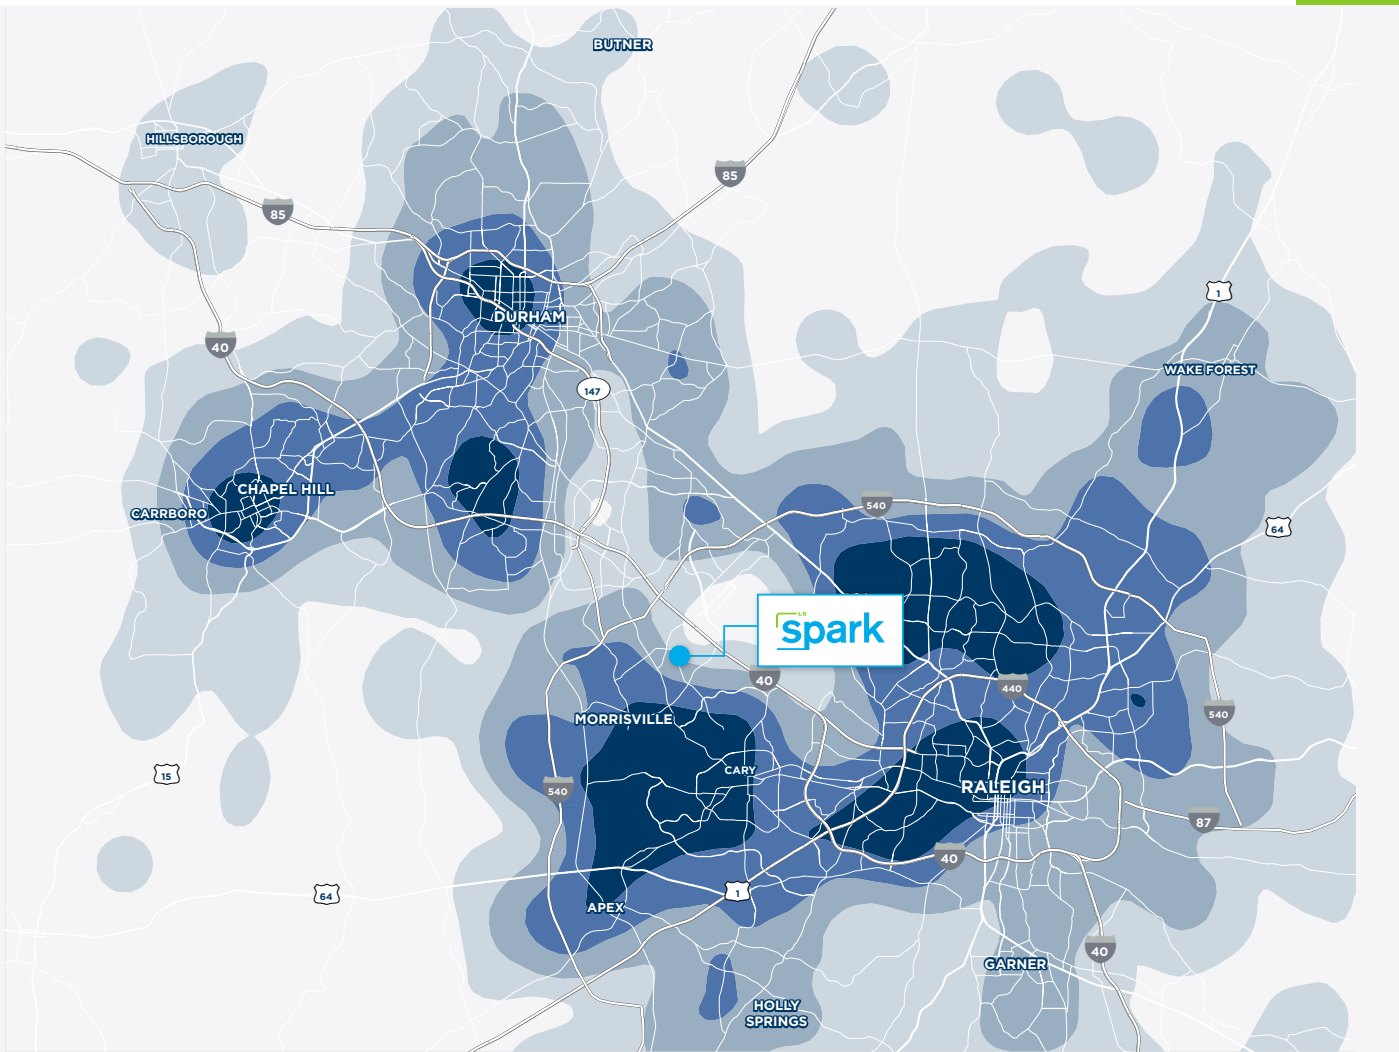 BUTNER
HILLSBOROUGH
85
85
40
1
DURHAM
WAKE FOREST
147
CHAPEL HILL
CARRBORO
540
64
LS
spark
40
440
MORRISVILLE
540
CARY
15
RALEIGH
540
87
40
64
1
APEX
40
GARNER
HOLLY
SPRINGS